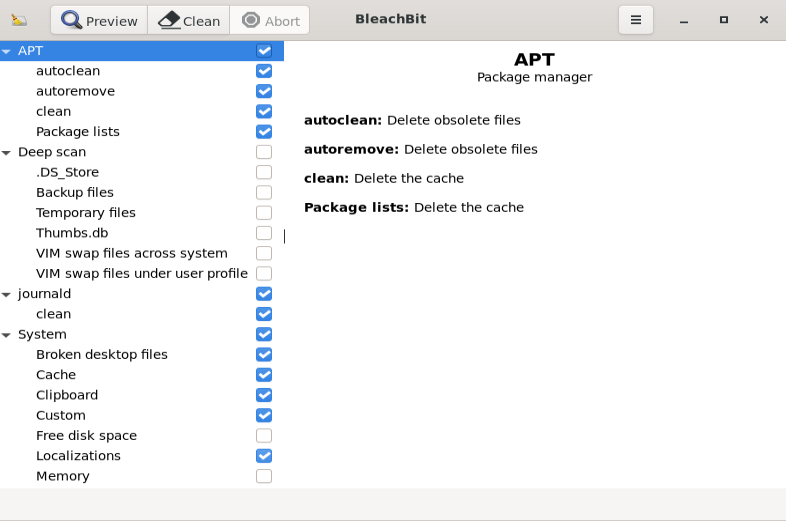 Preview
Clean
Abort
BleachBit
APT
autoclean
autoremove
clean
Package lists
Deep scan
.DS_Store
Backup files
Temporary files
Thumbs.db
VIM swap files across system
VIM swap files under user profile
journald
clean
System
Broken desktop files
Cache
Clipboard
Custom
Free disk space
Localizations
Memory
APT
Package manager
autoclean: Delete obsolete files
autoremove: Delete obsolete files
clean: Delete the cache
Package lists: Delete the cache